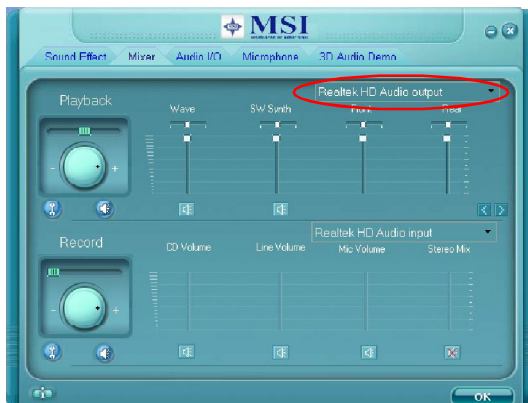 MSI
Sound Effect Mixer Audio I/O Microphone 3D Audio Demo
Realtek HD Audio output
Playback
Wave SW Synth Front Rear
- +
Realtek HD Audio input
Record
CD Volume Line Volume Mic Volume Stereo Mix
- +
OK